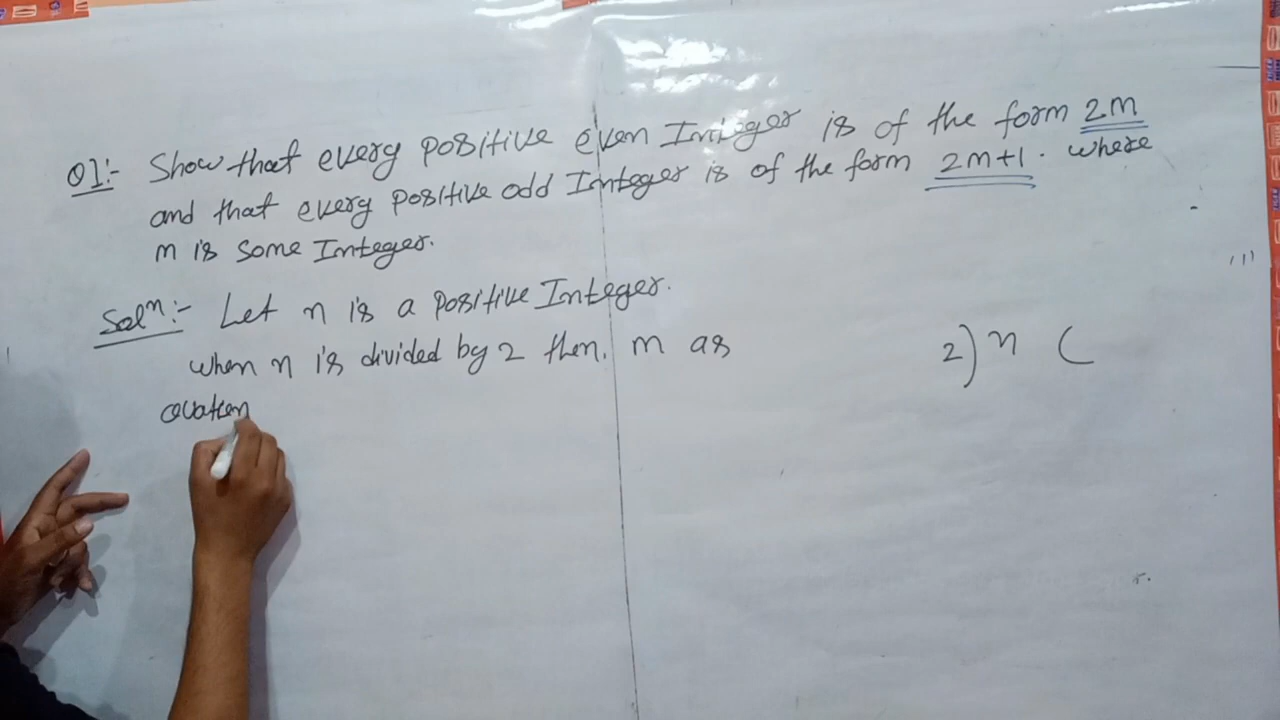 Q1:- Show that every positive even Integer is of the form 2m
and that every positive odd Integer is of the form 2m+1. where
m is some Integer.
Solⁿ:- Let n is a positive Integer.
when n is divided by 2 then, m as
2) n (